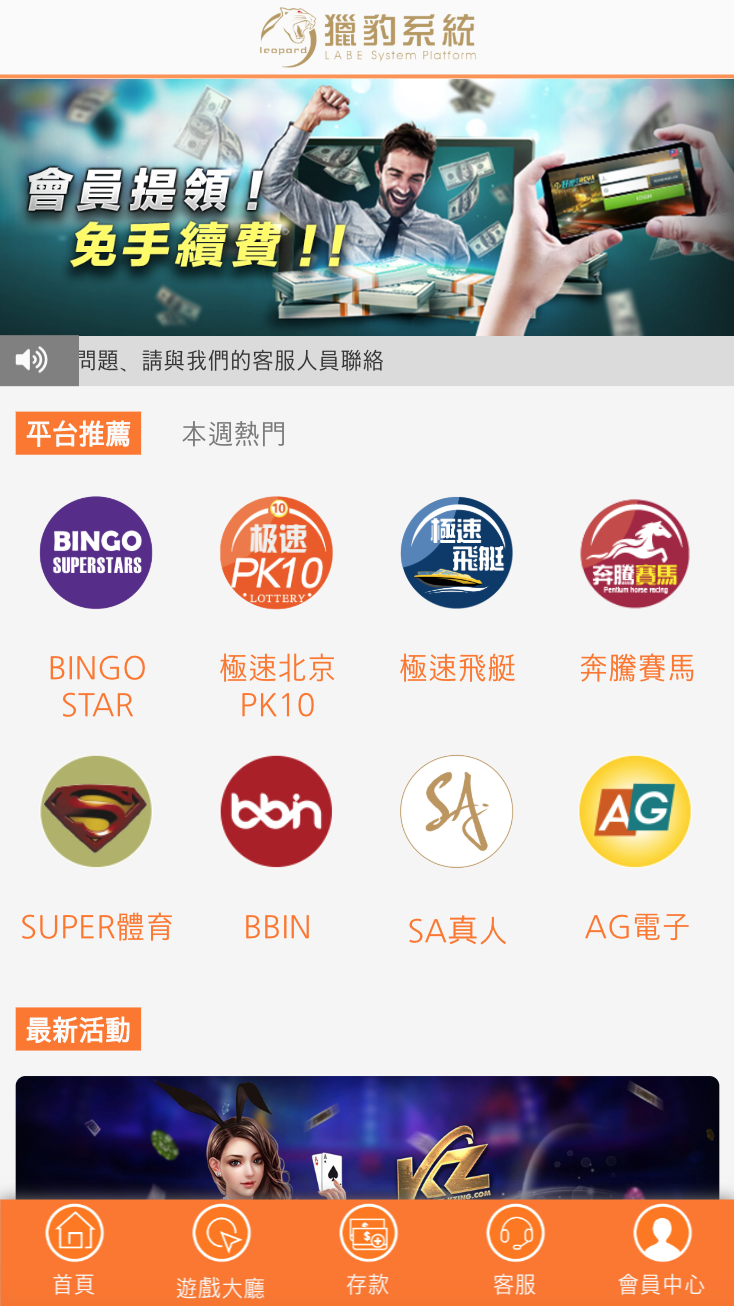 leopard
獵豹系統
LABE System Platform
會員提領！
免手續費！！
LOGIN
問題、請與我們的客服人員聯絡
平台推薦
本週熱門
BINGO
SUPERSTARS
10
极速
PK10
LOTTERY
極速
飛艇
奔騰賽馬
Pentium horse racing
BINGO
STAR
極速北京
PK10
極速飛艇
奔騰賽馬
S
bbin
SA
AG
SUPER體育
BBIN
SA真人
AG電子
最新活動
A
A
KZ
首頁
遊戲大廳
存款
客服
會員中心